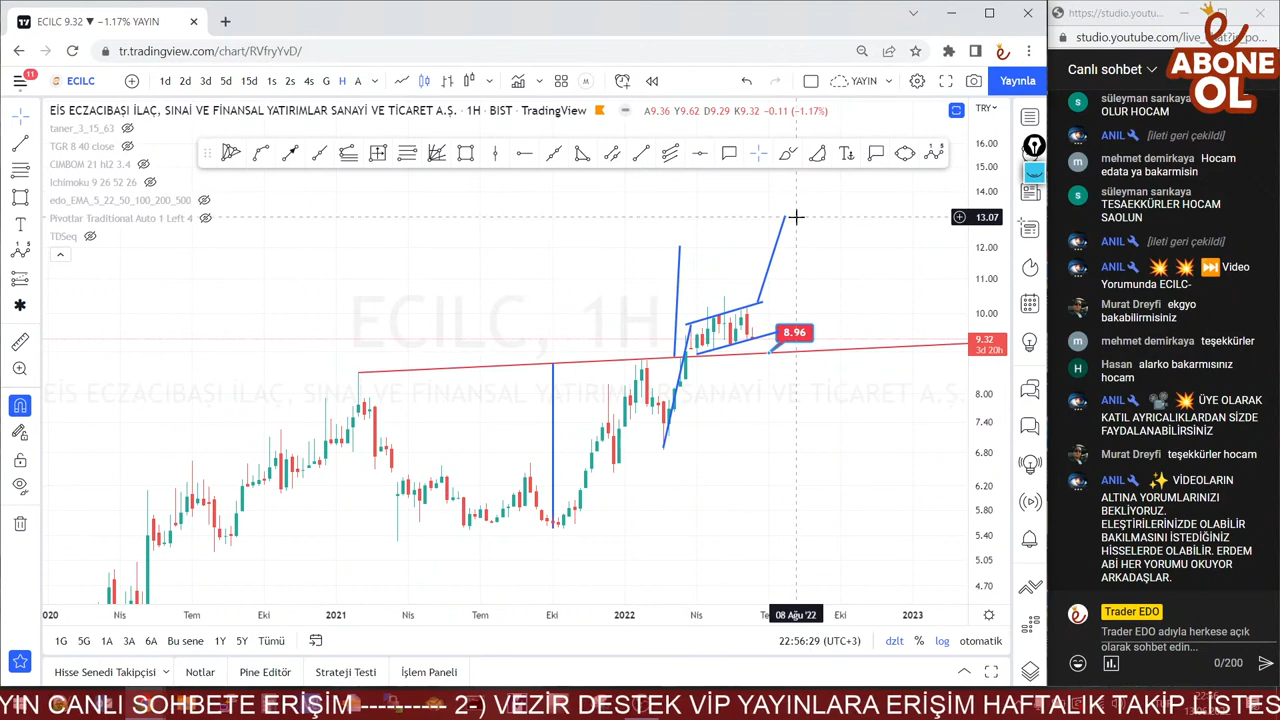 ECILC 9.32 ▼ −1.17% YAYIN
tr.tradingview.com/chart/RVfryYvD/
11
ECILC
1d 2d 3d 5d 15d 1s 2s 4s G H A
YAYIN
Yayınla
EİS ECZACIBAŞI İLAÇ, SINAİ VE FİNANSAL YATIRIMLAR SANAYİ VE TİCARET A.Ş. · 1H · BIST · TradingView
A9.36 Y9.62 D9.29 K9.32 −0.11 (−1.17%)
TRY
taner_3_15_63
TGR 8 40 close
CIMBOM 21 hl2 3.4
Ichimoku 9 26 52 26
edo_EMA_5_22_50_100_200_500
Pivotlar Traditional Auto 1 Left 4
TDSeq
ECILC, 1H
EİS ECZACIBAŞI İLAÇ, SINAİ VE FİNANSAL YATIRIMLAR SANAYİ VE TİCARET A.Ş.
8.96
16.00
15.00
14.00
13.07
12.00
11.00
10.00
9.32
3d 20h
8.00
7.40
6.80
6.20
5.80
5.40
5.05
4.70
2020 Nis Tem Eki 2021 Nis Tem Eki 2022 Nis 08 Ağu '22 Eki 2023
1G 5G 1A 3A 6A Bu sene 1Y 5Y Tümü
22:56:29 (UTC+3) dzlt % log otomatik
Hisse Senedi Takipçisi Notlar Pine Editör Strateji Testi İşlem Paneli
https://studio.youtu...
studio.youtube.com/live_chat?is_po...
e
ABONE
OL
Canlı sohbet
süleyman sarıkaya
OLUR HOCAM
ANIL [ileti geri çekildi]
mehmet demirkaya Hocam
edata ya bakarmisin
süleyman sarıkaya
TESAEKKÜRLER HOCAM
SAOLUN
ANIL [ileti geri çekildi]
ANIL Video
Yorumunda ECILC-
Murat Dreyfi ekgyo
bakabilirmisiniz
mehmet demirkaya teşekkürler
Hasan alarko bakarmısınız
hocam
ANIL ÜYE OLARAK
KATIL AYRICALIKLARDAN SİZDE
FAYDALANABİLİRSİNİZ
Murat Dreyfi teşekkürler hocam
ANIL VİDEOLARIN
ALTINA YORUMLARINIZI
BEKLİYORUZ.
ELEŞTİRİLERİNİZDE OLABİLİR
BAKILMASINI İSTEDİĞİNİZ
HİSSELERDE OLABİLİR. ERDEM
ABİ HER YORUMU OKUYOR
ARKADAŞLAR.
Trader EDO
Trader EDO adıyla herkese açık
olarak sohbet edin...
0/200
YIN CANLI SOHBETE ERİŞİM ---------- 2-) VEZİR DESTEK VİP YAYINLARA ERİŞİM HAFTALIK TAKİP LİSTES